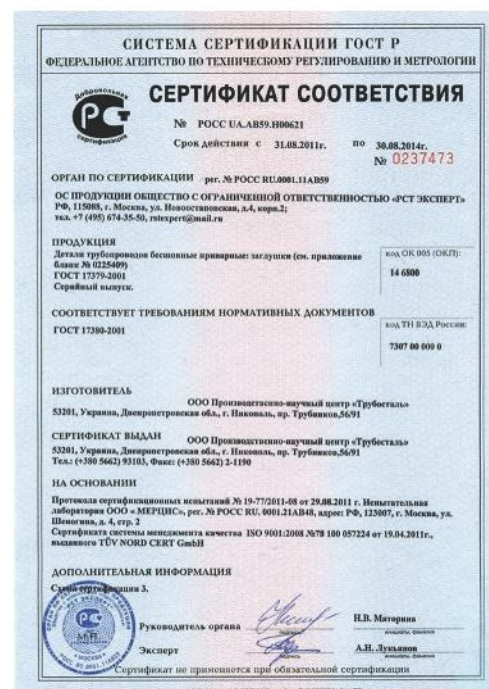 СИСТЕМА СЕРТИФИКАЦИИ ГОСТ Р
ФЕДЕРАЛЬНОЕ АГЕНТСТВО ПО ТЕХНИЧЕСКОМУ РЕГУЛИРОВАНИЮ И МЕТРОЛОГИИ
Добровольная
сертификация
СЕРТИФИКАТ СООТВЕТСТВИЯ
№ РОСС UA.АВ59.Н00621
Срок действия с 31.08.2011г. по 30.08.2014г.
№ 0237473
ОРГАН ПО СЕРТИФИКАЦИИ рег. № РОСС RU.0001.11АВ59
ОС ПРОДУКЦИИ ОБЩЕСТВО С ОГРАНИЧЕННОЙ ОТВЕТСТВЕННОСТЬЮ «РСТ ЭКСПЕРТ»
РФ, 115088, г. Москва, ул. Новоостаповская, д.4, корп.2;
тел. +7 (495) 674-35-50, rstexpert@mail.ru
ПРОДУКЦИЯ
Детали трубопроводов бесшовные приварные: заглушки (см. приложение
бланк № 0225409)
ГОСТ 17379-2001
Серийный выпуск.
код ОК 005 (ОКП):
14 6800
СООТВЕТСТВУЕТ ТРЕБОВАНИЯМ НОРМАТИВНЫХ ДОКУМЕНТОВ
ГОСТ 17380-2001
код ТН ВЭД России:
7307 00 000 0
ИЗГОТОВИТЕЛЬ
ООО Производственно-научный центр «Трубосталь»
53201, Украина, Днепропетровская обл., г. Никополь, пр. Трубников,56/91
СЕРТИФИКАТ ВЫДАН
ООО Производственно-научный центр «Трубосталь»
53201, Украина, Днепропетровская обл., г. Никополь, пр. Трубников,56/91
Тел.: (+380 5662) 93103, Факс: (+380 5662) 2-1190
НА ОСНОВАНИИ
Протокола сертификационных испытаний № 19-77/2011-08 от 29.08.2011 г. Испытательная
лаборатория ООО « МЕРЦИС», рег. № РОСС RU. 0001.21АВ48, адрес: РФ, 123007, г. Москва, ул.
Шеногина, д. 4, стр. 2
Сертификата системы менеджмента качества ISO 9001:2008 №78 100 057224 от 19.04.2011г.,
выданного TÜV NORD CERT GmbH
ДОПОЛНИТЕЛЬНАЯ ИНФОРМАЦИЯ
Схема сертификации 3.
М.П.
Руководитель органа
подпись
Н.В. Маторина
инициалы, фамилия
Эксперт
подпись
А.Н. Лукьянов
инициалы, фамилия
Сертификат не применяется при обязательной сертификации